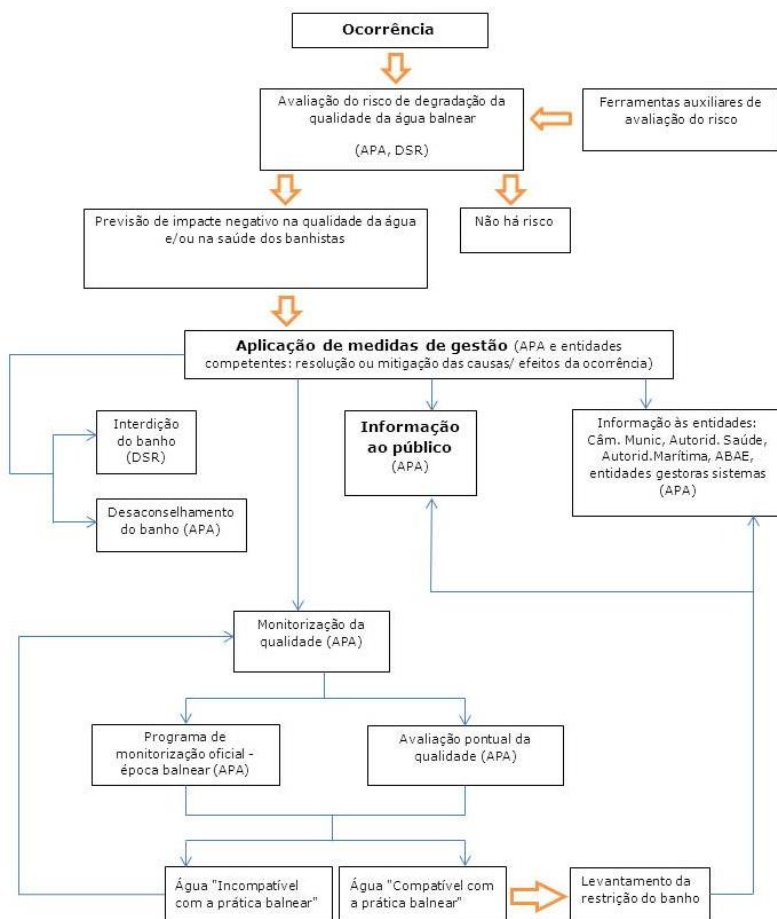 Ocorrência
Avaliação do risco de degradação da
qualidade da água balnear
(APA, DSR)
Ferramentas auxiliares de
avaliação do risco
Previsão de impacte negativo na qualidade da água
e/ou na saúde dos banhistas
Não há risco
Aplicação de medidas de gestão (APA e entidades
competentes: resolução ou mitigação das causas/ efeitos da ocorrência)
Interdição
do banho
(DSR)
Desaconselhamento
do banho (APA)
Informação
ao público
(APA)
Informação às entidades:
Câm. Munic, Autorid. Saúde,
Autorid.Marítima, ABAE,
entidades gestoras sistemas
(APA)
Monitorização da
qualidade (APA)
Programa de
monitorização oficial -
época balnear (APA)
Avaliação pontual da
qualidade (APA)
Água "Incompatível
com a prática balnear"
Água "Compatível com
a prática balnear"
Levantamento da
restrição do banho